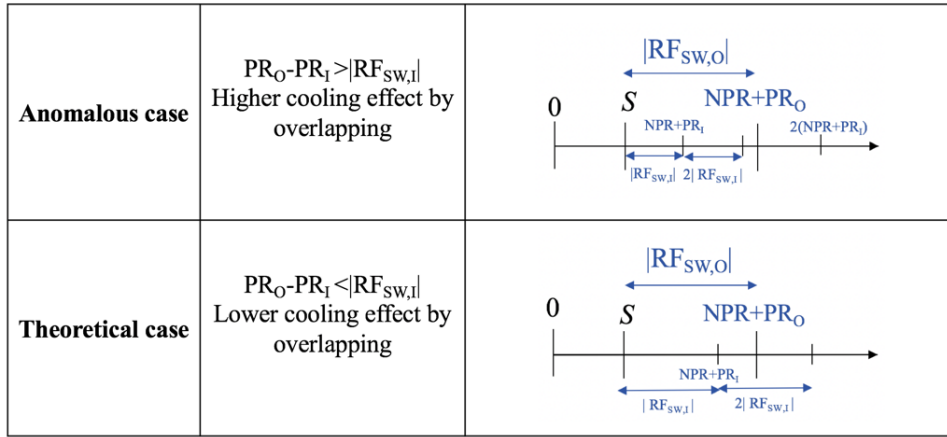 Anomalous case
PR_O-PR_I >|RF_SW,I|
Higher cooling effect by
overlapping
|RF_SW,O|
0
S
NPR+PR_O
NPR+PR_I
2(NPR+PR_I)
|RF_SW,I|
2| RF_SW,I|
Theoretical case
PR_O-PR_I <|RF_SW,I|
Lower cooling effect by
overlapping
|RF_SW,O|
0
S
NPR+PR_O
NPR+PR_I
| RF_SW,I|
2| RF_SW,I|